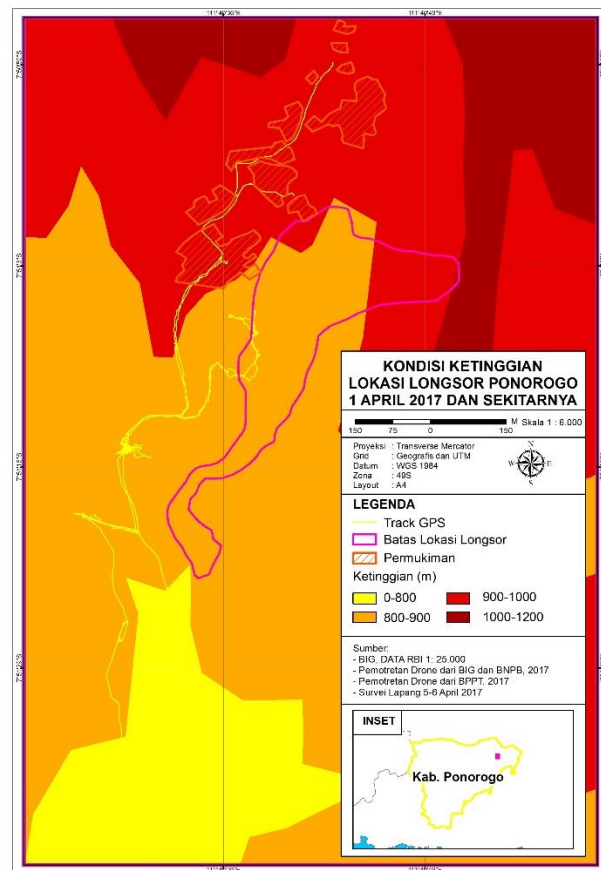 KONDISI KETINGGIAN
LOKASI LONGSOR PONOROGO
1 APRIL 2017 DAN SEKITARNYA
150 75 0 150 M Skala 1 : 6.000
Proyeksi : Transverse Mercator
Grid : Geografis dan UTM
Datum : WGS 1984
Zona : 49S
Layout : A4
N
W E
S
LEGENDA
Track GPS
Batas Lokasi Longsor
Permukiman
Ketinggian (m)
0-800 900-1000
800-900 1000-1200
Sumber:
- BIG, DATA RBI 1: 25.000
- Pemotretan Drone dari BIG dan BNPB, 2017
- Pemotretan Drone dari BPPT, 2017
- Survei Lapang 5-6 April 2017
INSET
Kab. Ponorogo